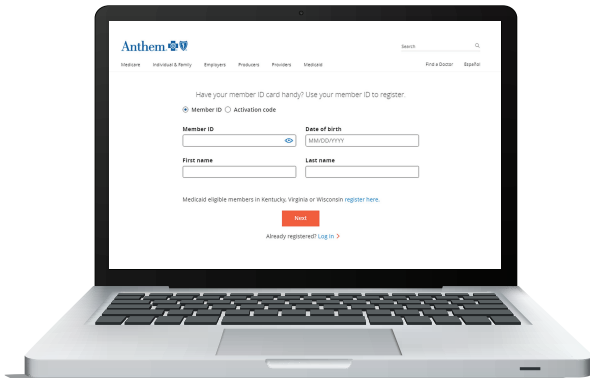 Anthem
Search
Medicare Individual & Family Employers Producers Providers Medicaid Find a Doctor Español
Have your member ID card handy? Use your member ID to register.
Member ID Activation code
Member ID Date of birth
MM/DD/YYYY
First name Last name
Medicaid eligible members in Kentucky, Virginia or Wisconsin register here.
Next
Already registered? Log in >